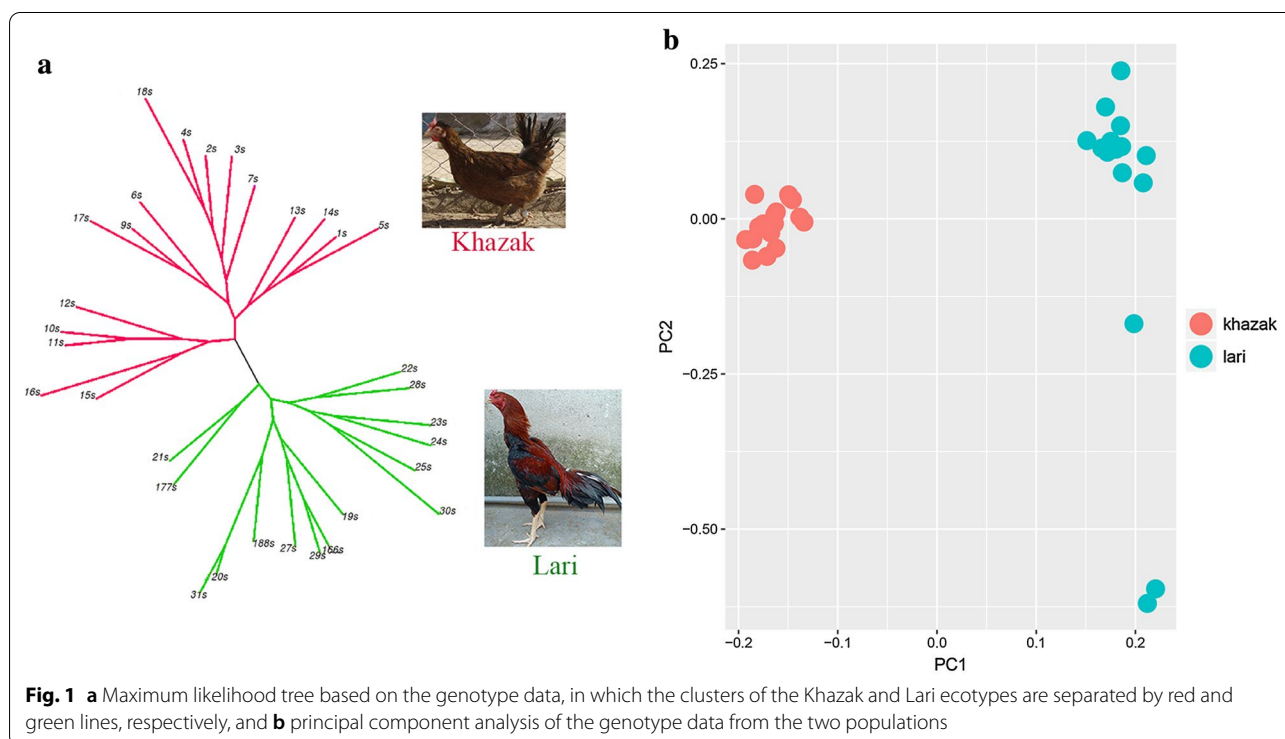 a
18s
4s
2s
3s
7s
6s
17s
9s
13s
14s
1s
5s
12s
10s
11s
16s
15s
Khazak
22s
28s
23s
24s
25s
30s
21s
177s
19s
188s
27s
29s
166s
20s
31s
Lari
b
0.25
0.00
−0.25
−0.50
PC2
−0.2
−0.1
0.0
0.1
0.2
PC1
khazak
lari
Fig. 1 a Maximum likelihood tree based on the genotype data, in which the clusters of the Khazak and Lari ecotypes are separated by red and
green lines, respectively, and b principal component analysis of the genotype data from the two populations